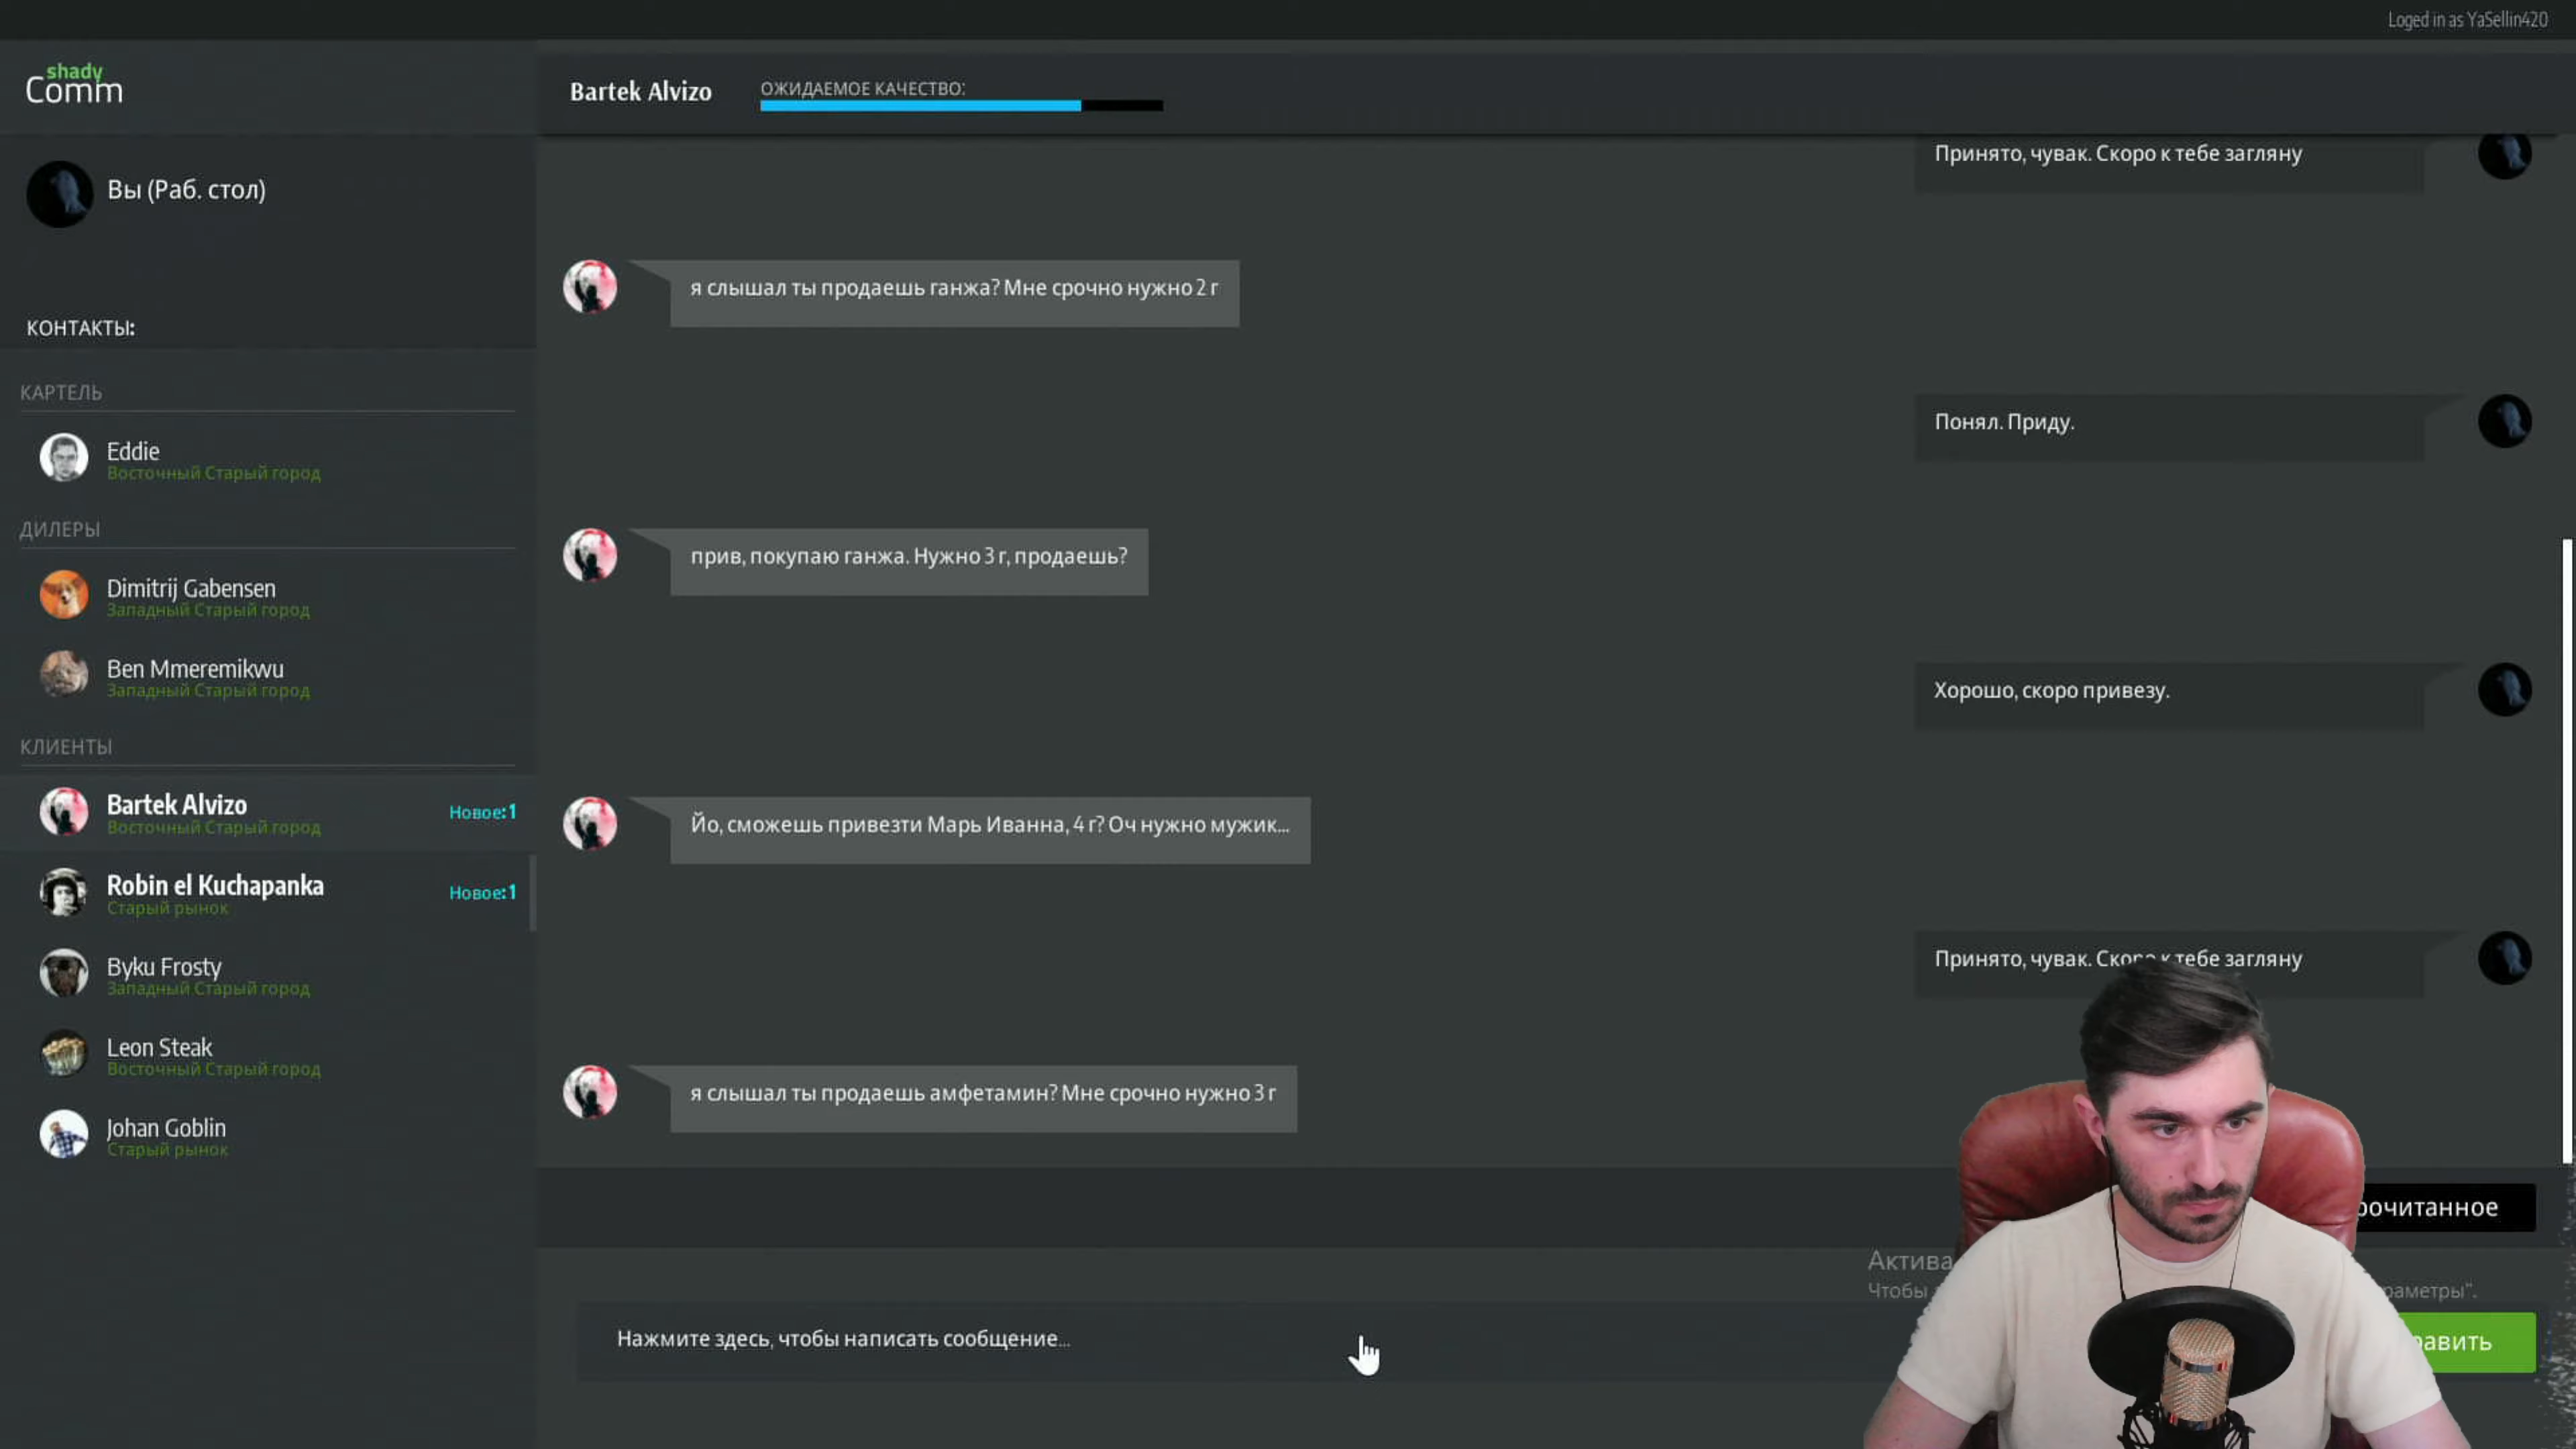 Loged in as YaSellin420
shady
Comm
Bartek Alvizo
ОЖИДАЕМОЕ КАЧЕСТВО:
Вы (Раб. стол)
КОНТАКТЫ:
КАРТЕЛЬ
Eddie
Восточный Старый город
ДИЛЕРЫ
Dimitrij Gabensen
Западный Старый город
Ben Mmeremikwu
Западный Старый город
КЛИЕНТЫ
Bartek Alvizo
Новое:1
Восточный Старый город
Robin el Kuchapanka
Новое:1
Старый рынок
Byku Frosty
Западный Старый город
Leon Steak
Восточный Старый город
Johan Goblin
Старый рынок
Принято, чувак. Скоро к тебе загляну
я слышал ты продаешь ганжа? Мне срочно нужно 2 г
Понял. Приду.
прив, покупаю ганжа. Нужно 3 г, продаешь?
Хорошо, скоро привезу.
Йо, сможешь привезти Марь Иванна, 4 г? Оч нужно мужик...
Принято, чувак. Скоро к тебе загляну
я слышал ты продаешь амфетамин? Мне срочно нужно 3 г
Чтобы
Нажмите здесь, чтобы написать сообщение...